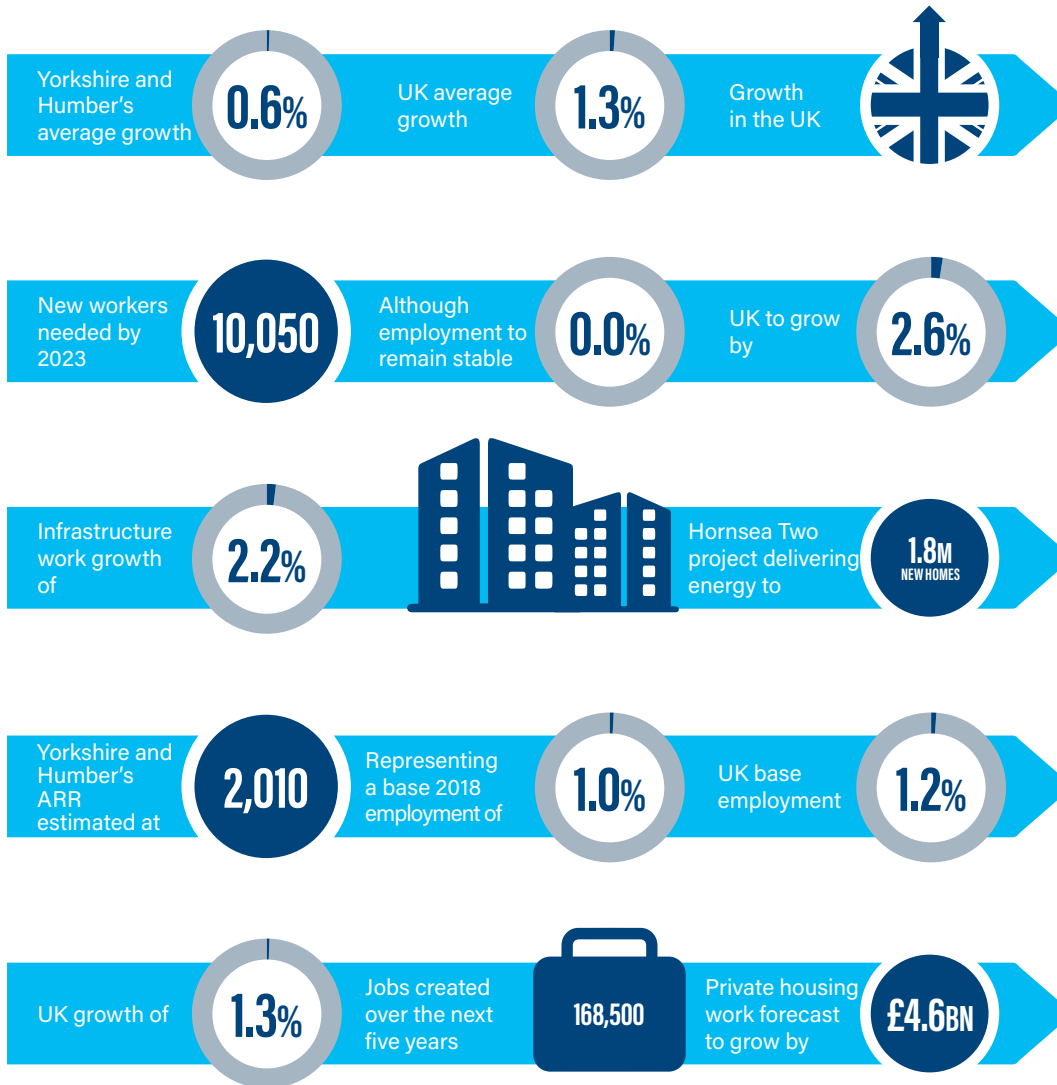 Yorkshire and
Humber's
average growth
0.6%
UK average
growth
1.3%
Growth
in the UK
New workers
needed by
2023
10,050
Although
employment to
remain stable
0.0%
UK to grow
by
2.6%
Infrastructure
work growth
of
2.2%
Hornsea Two
project delivering
energy to
1.8M
NEW HOMES
Yorkshire and
Humber's
ARR
estimated at
2,010
Representing
a base 2018
employment of
1.0%
UK base
employment
1.2%
UK growth of
1.3%
Jobs created
over the next
five years
168,500
Private housing
work forecast
to grow by
£4.6BN